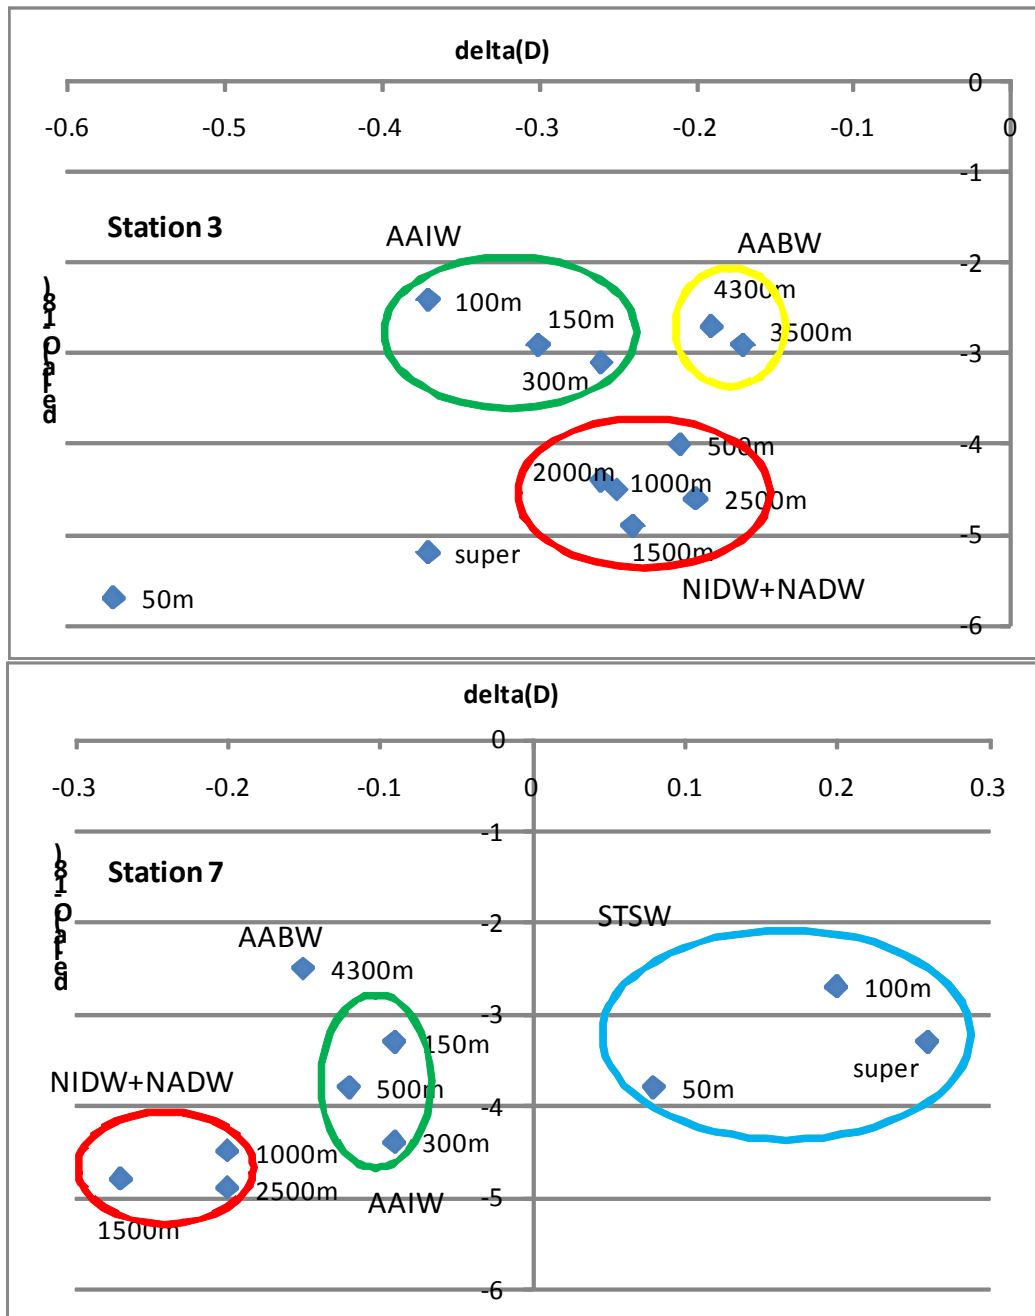 delta(D)
0
-0.6 -0.5 -0.4 -0.3 -0.2 -0.1 0
-1
Station 3
AAIW
AABW
-2
delta(O-18)
4300m
100m
150m
3500m
-3
300m
-4
500m
2000m
1000m
2500m
-5
super
1500m
NIDW+NADW
50m
-6
delta(D)
0
-0.3 -0.2 -0.1 0 0.1 0.2 0.3
-1
delta(O-18)
Station 7
STSW
-2
AABW
4300m
100m
-3
150m
super
NIDW+NADW
500m
50m
-4
300m
1000m
2500m
-5
AAIW
1500m
-6